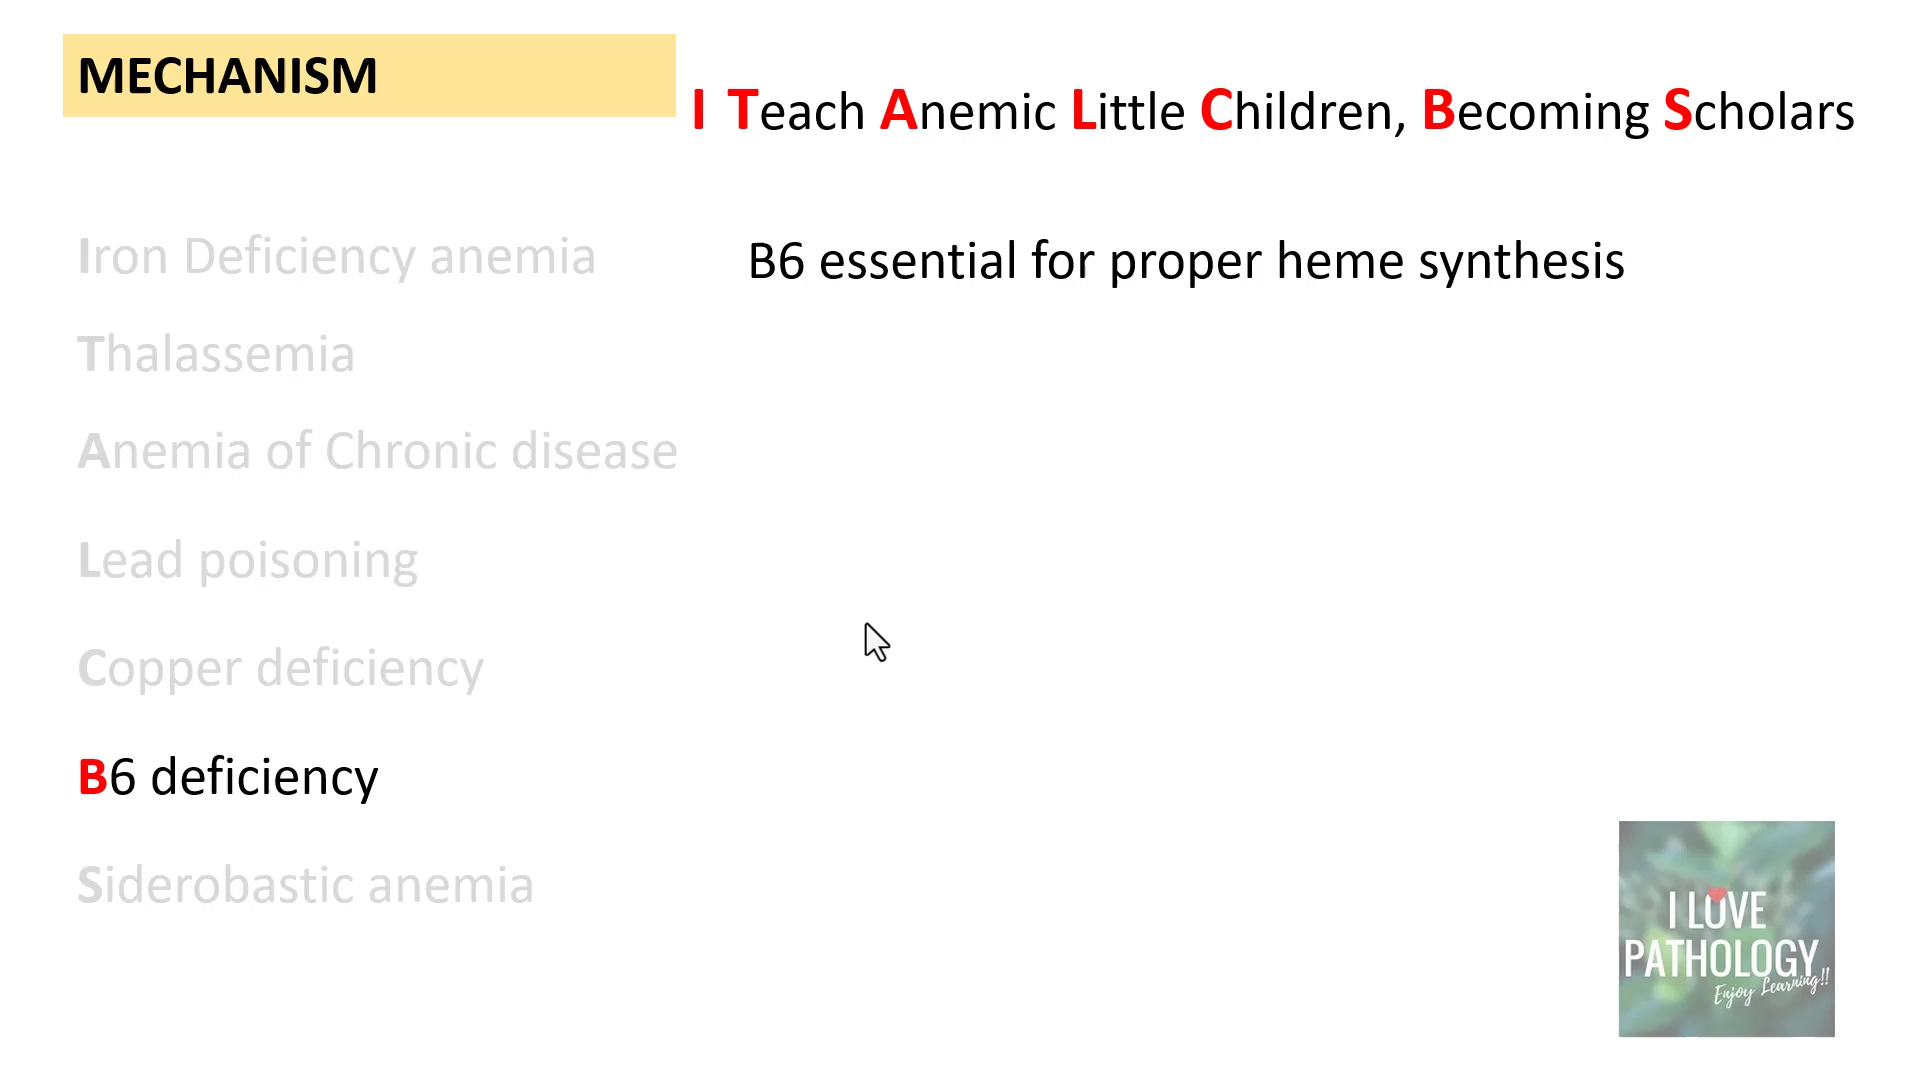 MECHANISM
I Teach Anemic Little Children, Becoming Scholars
Iron Deficiency anemia
B6 essential for proper heme synthesis
Thalassemia
Anemia of Chronic disease
Lead poisoning
Copper deficiency
B6 deficiency
Siderobastic anemia
I LOVE
PATHOLOGY
Enjoy Learning!!